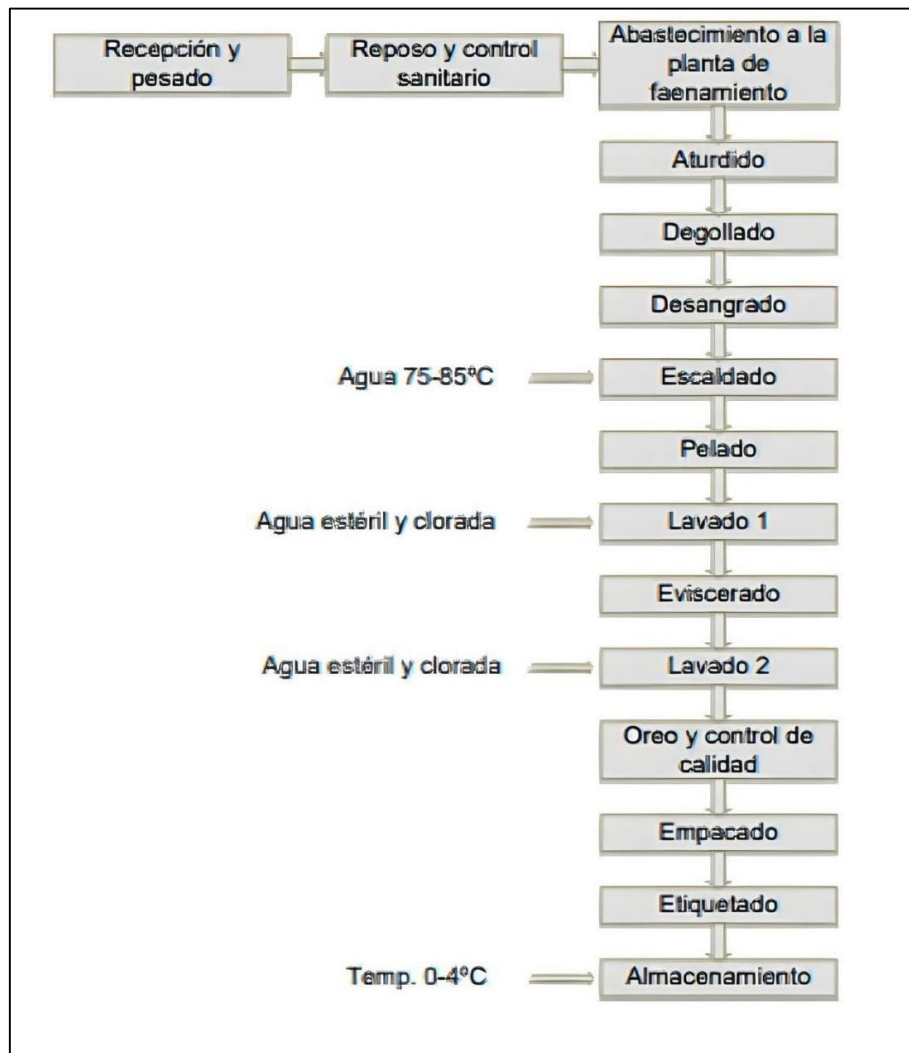 Recepción y
pesado
Reposo y control
sanitario
Abastecimiento a la
planta de
faenamiento
Aturdido
Degollado
Desangrado
Agua 75-85ºC
Escaldado
Pelado
Agua estéril y clorada
Lavado 1
Eviscerado
Agua estéril y clorada
Lavado 2
Oreo y control de
calidad
Empacado
Etiquetado
Temp. 0-4ºC
Almacenamiento